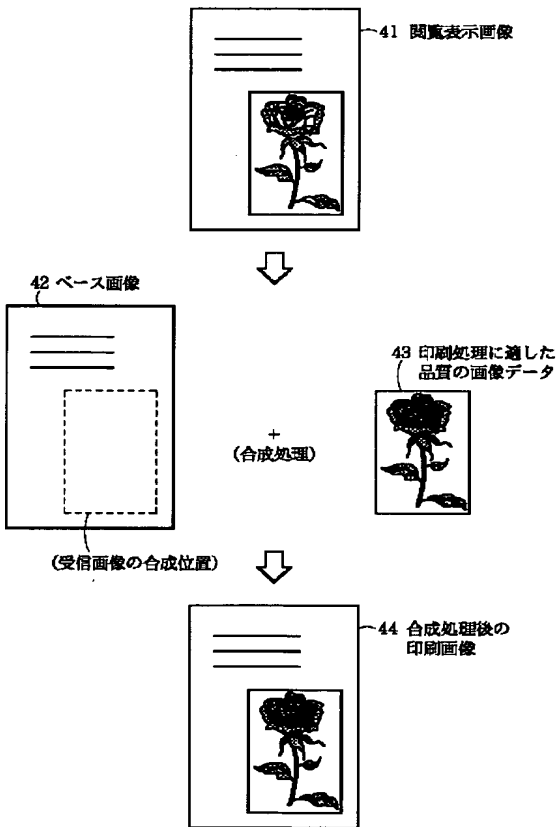 41 閲覧表示画像
42 ベース画像
43 印刷処理に適した
品質の画像データ
+
(合成処理)
(受信画像の合成位置)
44 合成処理後の
印刷画像